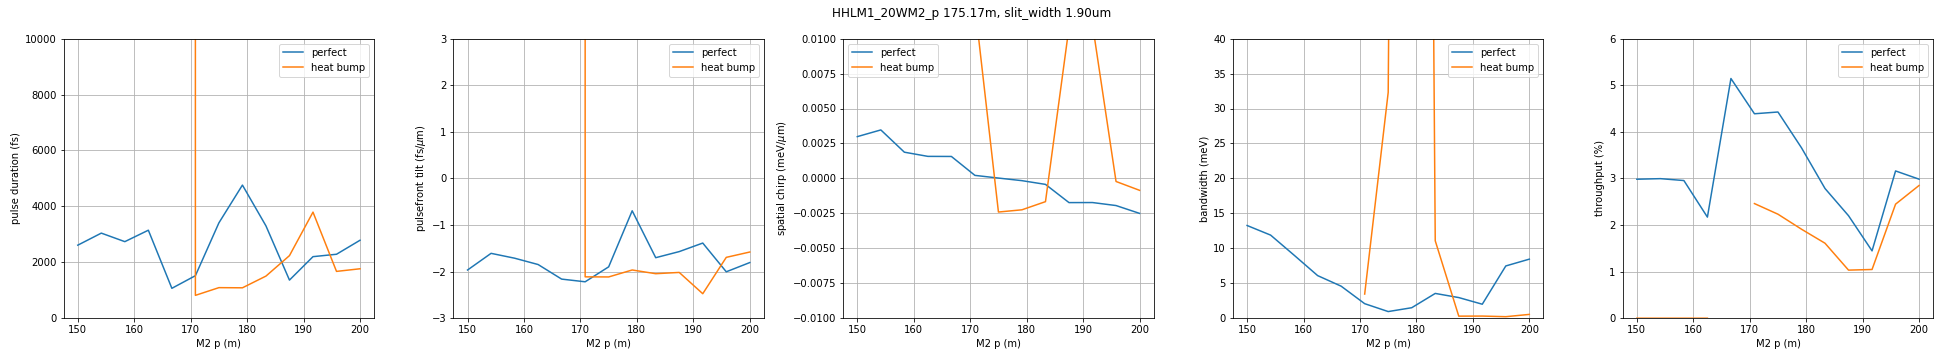 HHLM1_20WM2_p 175.17m, slit_width 1.90um
pulse duration (fs)
10000
8000
6000
4000
2000
0
150 160 170 180 190 200
M2 p (m)
perfect
heat bump
pulsefront tilt (fs/μm)
3
2
1
0
−1
−2
−3
150 160 170 180 190 200
M2 p (m)
perfect
heat bump
spatial chirp (meV/μm)
0.0100
0.0075
0.0050
0.0025
0.0000
−0.0025
−0.0050
−0.0075
−0.0100
150 160 170 180 190 200
M2 p (m)
perfect
heat bump
bandwidth (meV)
40
35
30
25
20
15
10
5
0
150 160 170 180 190 200
M2 p (m)
perfect
heat bump
throughput (%)
6
5
4
3
2
1
0
150 160 170 180 190 200
M2 p (m)
perfect
heat bump